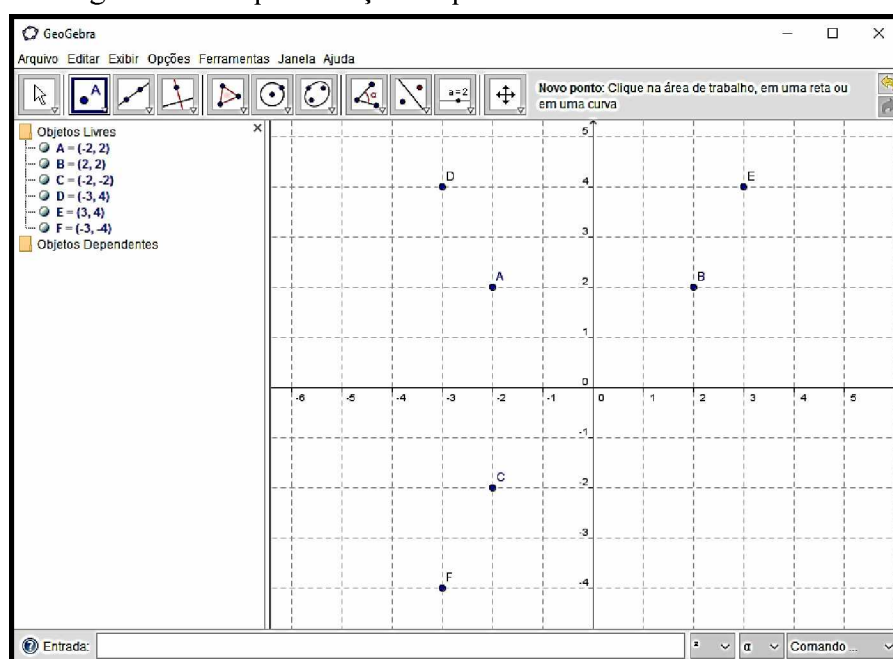 GeoGebra
Arquivo Editar Exibir Opções Ferramentas Janela Ajuda
A
a=2
Novo ponto: Clique na área de trabalho, em uma reta ou
em uma curva
Objetos Livres
A = (-2, 2)
B = (2, 2)
C = (-2, -2)
D = (-3, 4)
E = (3, 4)
F = (-3, -4)
Objetos Dependentes
5
D
4
E
3
A
2
B
1
0
-6 -5 -4 -3 -2 -1 0 1 2 3 4 5
-1
C
-2
-3
F
-4
Entrada:
α
Comando ...